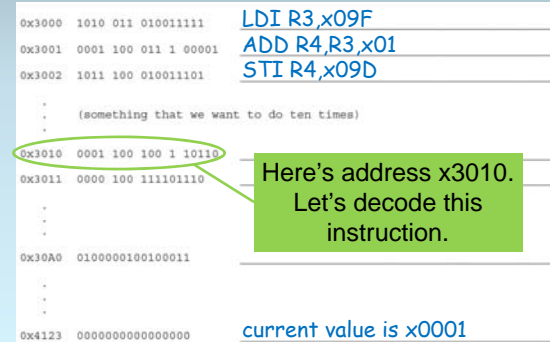 0x3000 1010 011 010011111 LDI R3,x09F
0x3001 0001 100 011 1 00001 ADD R4,R3,x01
0x3002 1011 100 010011101 STI R4,x09D
.
. (something that we want to do ten times)
.
0x3010 0001 100 100 1 10110
0x3011 0000 100 111101110
Here's address x3010.
Let's decode this
instruction.
.
.
.
0x30A0 0100000100100011
.
.
.
0x4123 0000000000000000 current value is x0001